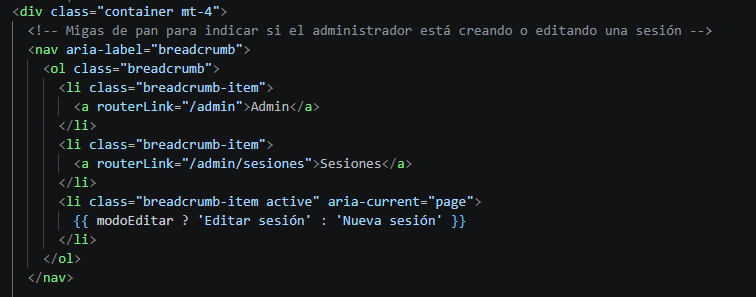 <div class="container mt-4">
<!-- Migas de pan para indicar si el administrador está creando o editando una sesión -->
<nav aria-label="breadcrumb">
<ol class="breadcrumb">
<li class="breadcrumb-item">
<a routerLink="/admin">Admin</a>
</li>
<li class="breadcrumb-item">
<a routerLink="/admin/sesiones">Sesiones</a>
</li>
<li class="breadcrumb-item active" aria-current="page">
{{ modoEditar ? 'Editar sesión' : 'Nueva sesión' }}
</li>
</ol>
</nav>